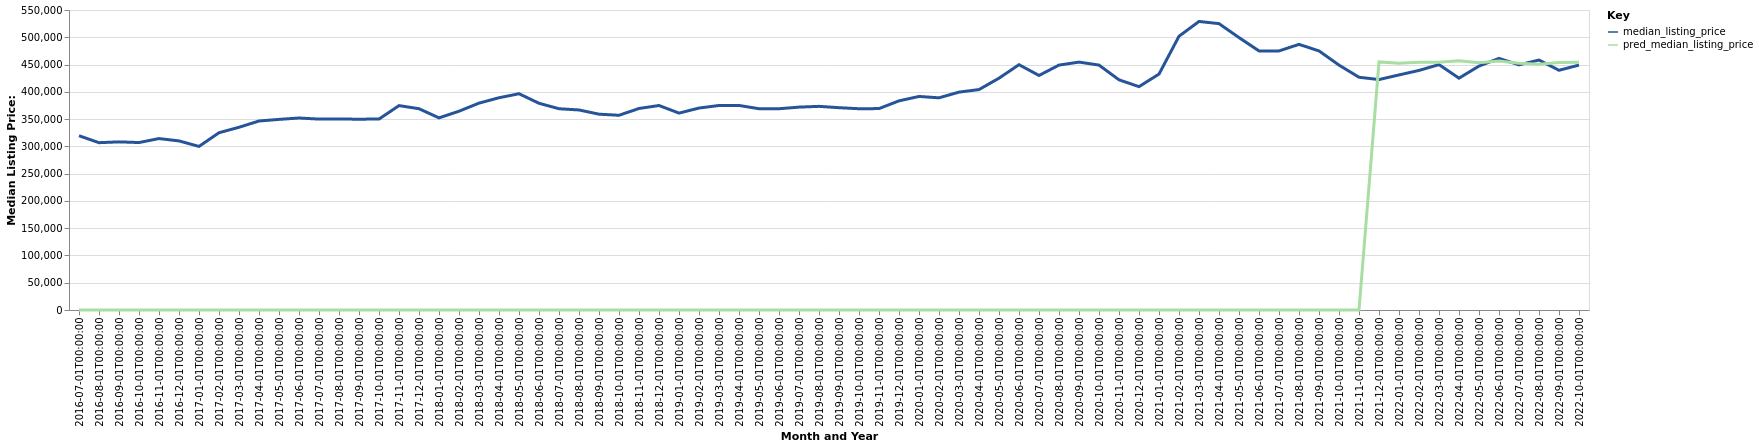 550,000
500,000
450,000
400,000
350,000
300,000
250,000
200,000
150,000
100,000
50,000
0
Median Listing Price:
2016-07-01T00:00:00
2016-08-01T00:00:00
2016-09-01T00:00:00
2016-10-01T00:00:00
2016-11-01T00:00:00
2016-12-01T00:00:00
2017-01-01T00:00:00
2017-02-01T00:00:00
2017-03-01T00:00:00
2017-04-01T00:00:00
2017-05-01T00:00:00
2017-06-01T00:00:00
2017-07-01T00:00:00
2017-08-01T00:00:00
2017-09-01T00:00:00
2017-10-01T00:00:00
2017-11-01T00:00:00
2017-12-01T00:00:00
2018-01-01T00:00:00
2018-02-01T00:00:00
2018-03-01T00:00:00
2018-04-01T00:00:00
2018-05-01T00:00:00
2018-06-01T00:00:00
2018-07-01T00:00:00
2018-08-01T00:00:00
2018-09-01T00:00:00
2018-10-01T00:00:00
2018-11-01T00:00:00
2018-12-01T00:00:00
2019-01-01T00:00:00
2019-02-01T00:00:00
2019-03-01T00:00:00
2019-04-01T00:00:00
2019-05-01T00:00:00
2019-06-01T00:00:00
2019-07-01T00:00:00
2019-08-01T00:00:00
2019-09-01T00:00:00
2019-10-01T00:00:00
2019-11-01T00:00:00
2019-12-01T00:00:00
2020-01-01T00:00:00
2020-02-01T00:00:00
2020-03-01T00:00:00
2020-04-01T00:00:00
2020-05-01T00:00:00
2020-06-01T00:00:00
2020-07-01T00:00:00
2020-08-01T00:00:00
2020-09-01T00:00:00
2020-10-01T00:00:00
2020-11-01T00:00:00
2020-12-01T00:00:00
2021-01-01T00:00:00
2021-02-01T00:00:00
2021-03-01T00:00:00
2021-04-01T00:00:00
2021-05-01T00:00:00
2021-06-01T00:00:00
2021-07-01T00:00:00
2021-08-01T00:00:00
2021-09-01T00:00:00
2021-10-01T00:00:00
2021-11-01T00:00:00
2021-12-01T00:00:00
2022-01-01T00:00:00
2022-02-01T00:00:00
2022-03-01T00:00:00
2022-04-01T00:00:00
2022-05-01T00:00:00
2022-06-01T00:00:00
2022-07-01T00:00:00
2022-08-01T00:00:00
2022-09-01T00:00:00
2022-10-01T00:00:00
Month and Year
Key
median_listing_price
pred_median_listing_price